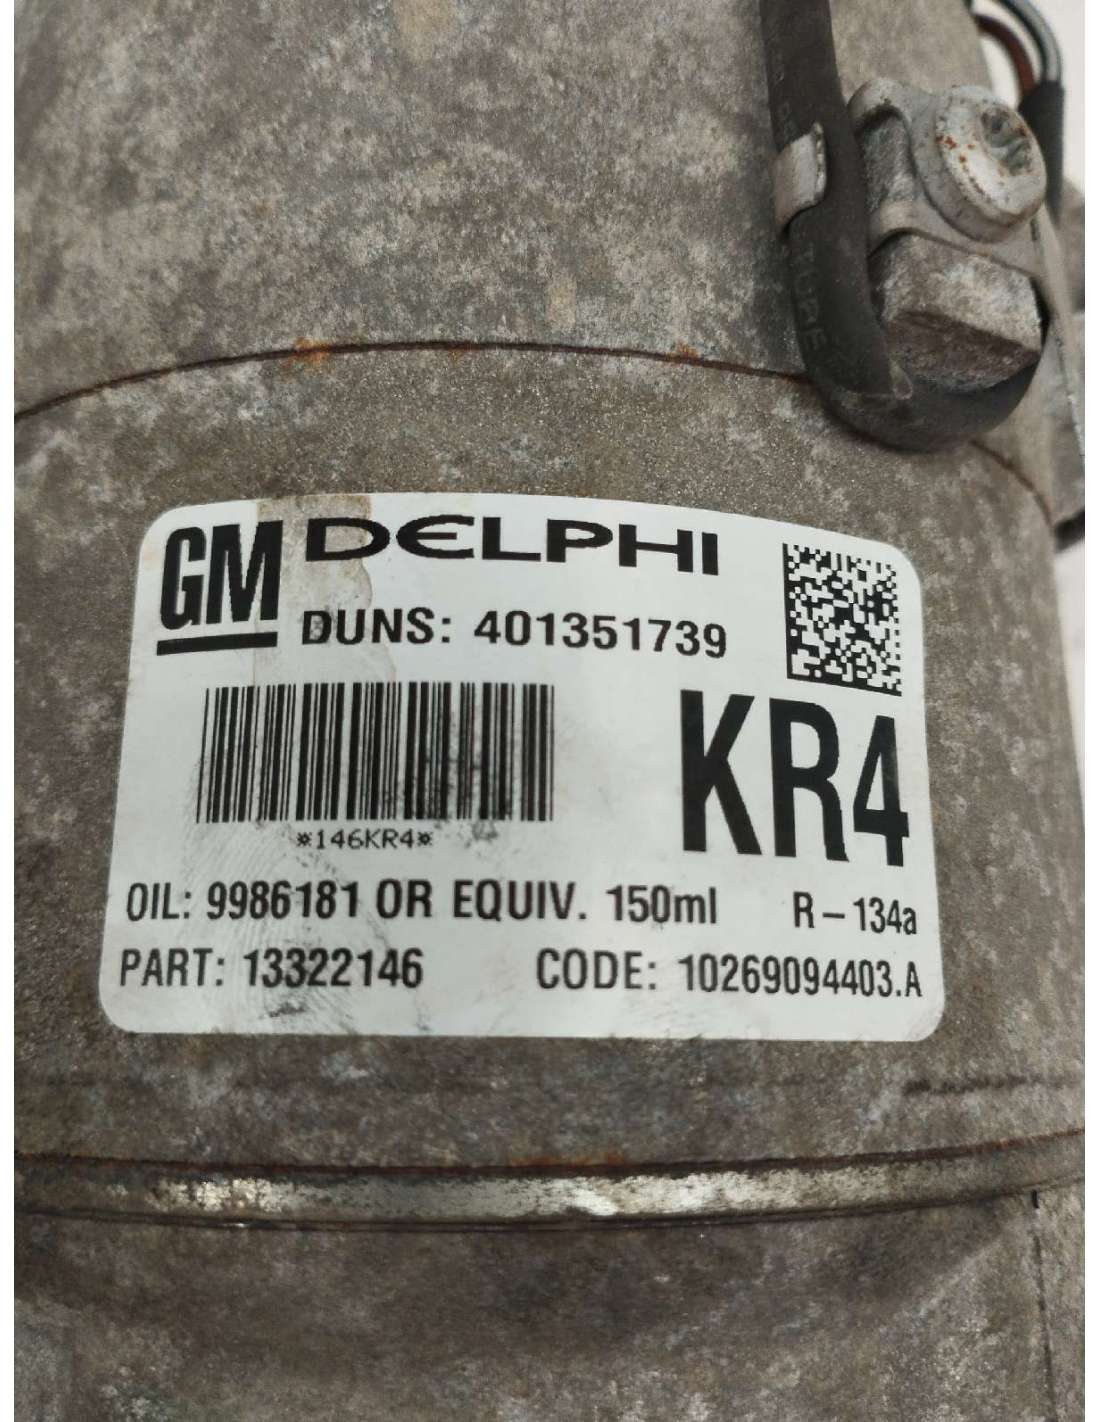 GM DELPHI
DUNS: 401351739
KR4
*146KR4*
OIL: 9986181 OR EQUIV. 150ml R-134a
PART: 13322146 CODE: 10269094403.A